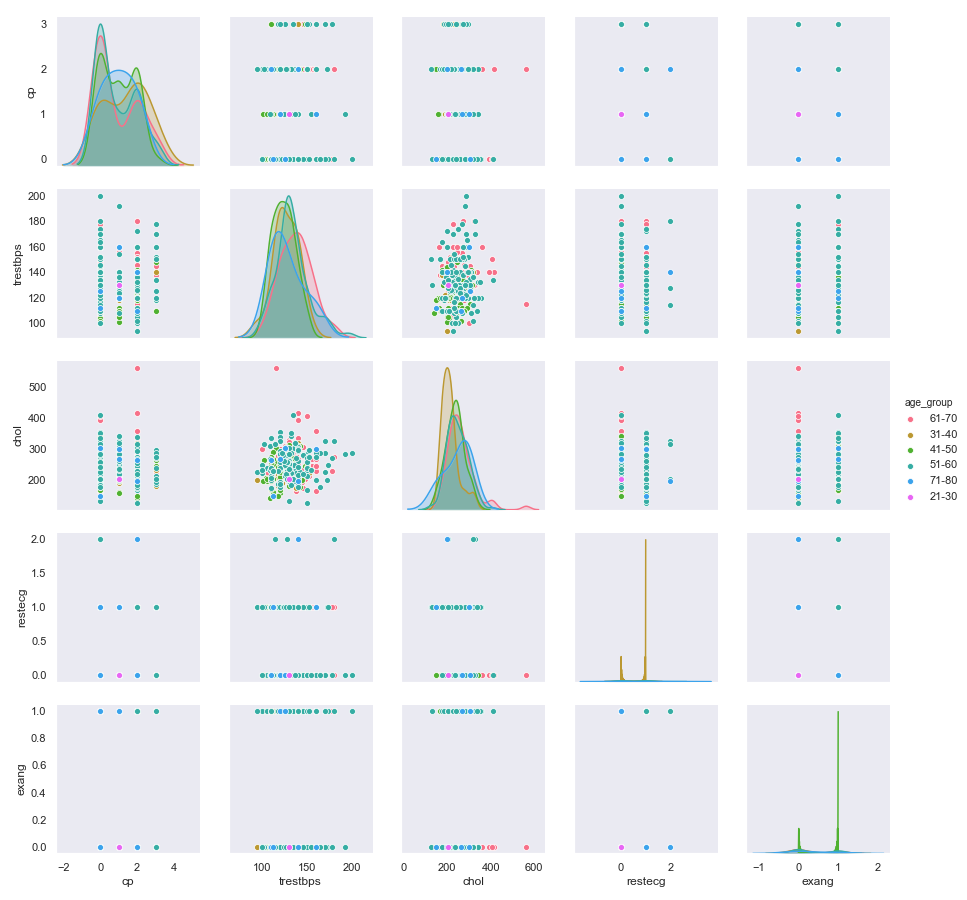 3
2
1
0
cp
200
180
160
140
120
100
trestbps
500
400
300
200
chol
age_group
61-70
31-40
41-50
51-60
71-80
21-30
2.0
1.5
1.0
0.5
0.0
restecg
1.0
0.8
0.6
0.4
0.2
0.0
exang
−2 0 2 4
cp
100 150 200
trestbps
0 200 400 600
chol
0 2
restecg
−1 0 1 2
exang